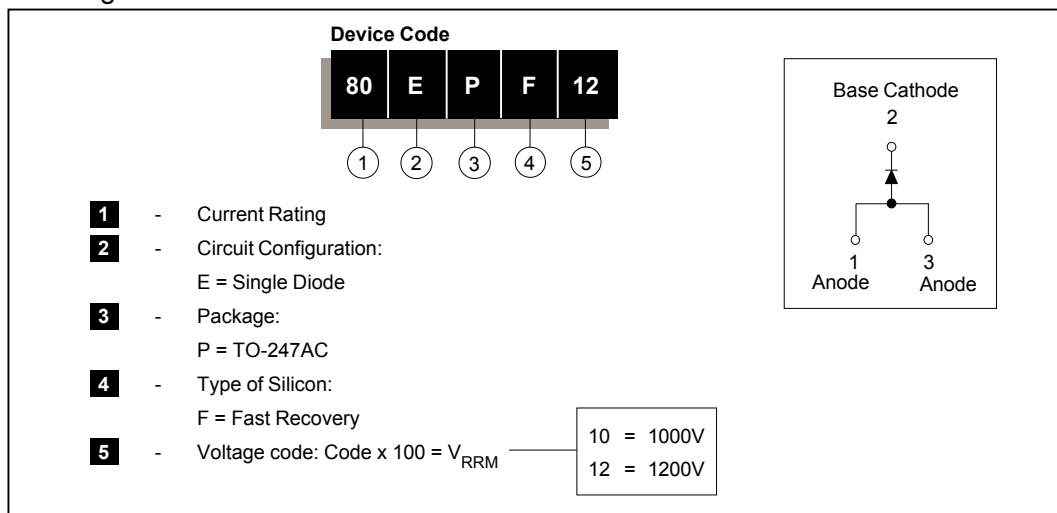 Device Code
80 E P F 12
1 2 3 4 5
1 - Current Rating
2 - Circuit Configuration:
E = Single Diode
3 - Package:
P = TO-247AC
4 - Type of Silicon:
F = Fast Recovery
5 - Voltage code: Code x 100 = VRRM
10 = 1000V
12 = 1200V
Base Cathode
2
1 3
Anode Anode